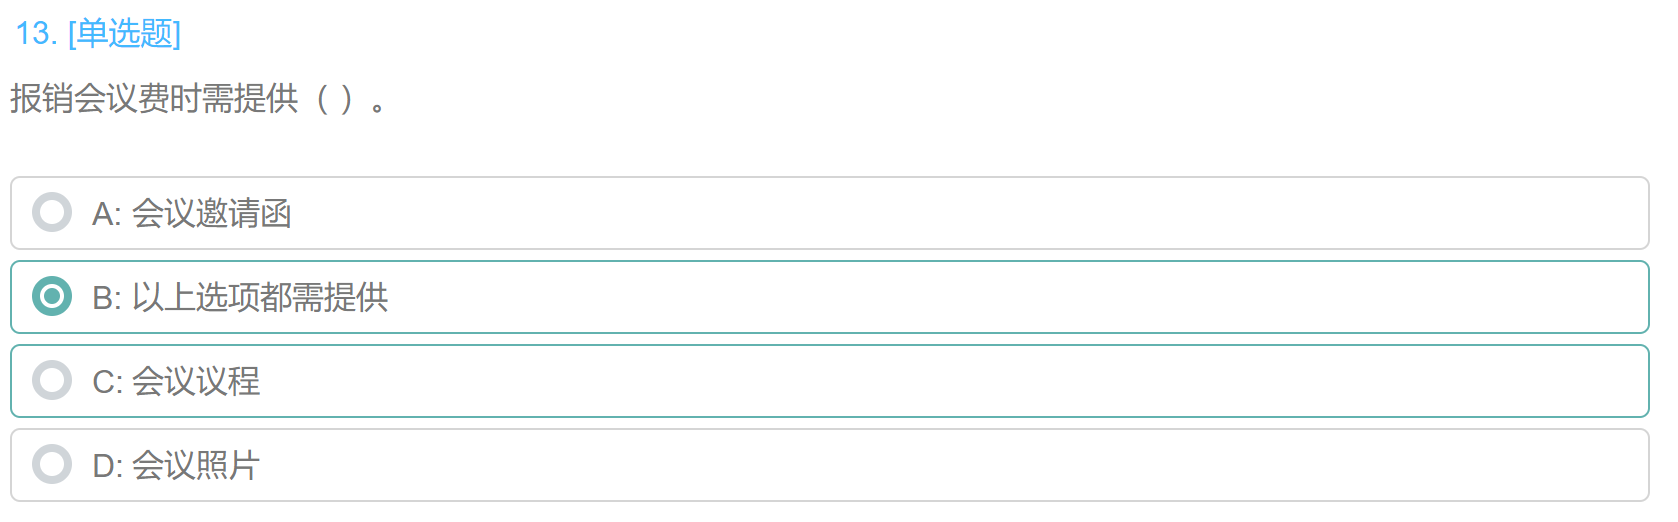 13. [单选题]
报销会议费时需提供（ ）。
A: 会议邀请函
B: 以上选项都需提供
C: 会议议程
D: 会议照片